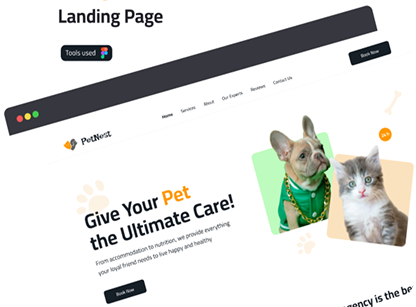 Landing Page
Tools used
Book Now
PetNest
Home Services About Our Experts Reviews Contact Us
Give Your Pet
the Ultimate Care!
From accommodation to nutrition, we provide everything
your loyal friend needs to live happy and healthy
Book Now
agency is the be